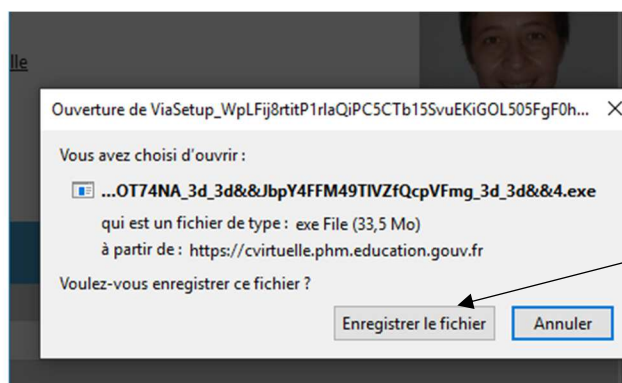 lle
Ouverture de ViaSetup_WpLFij8rtitP1rlaQiPC5CTb15SvuEKiGOL505FgF0h...
Vous avez choisi d'ouvrir :
...OT74NA_3d_3d&&JbpY4FFM49TlVZfQcpVFmg_3d_3d&&4.exe
qui est un fichier de type : exe File (33,5 Mo)
à partir de : https://cvirtuelle.phm.education.gouv.fr
Voulez-vous enregistrer ce fichier ?
Enregistrer le fichier Annuler